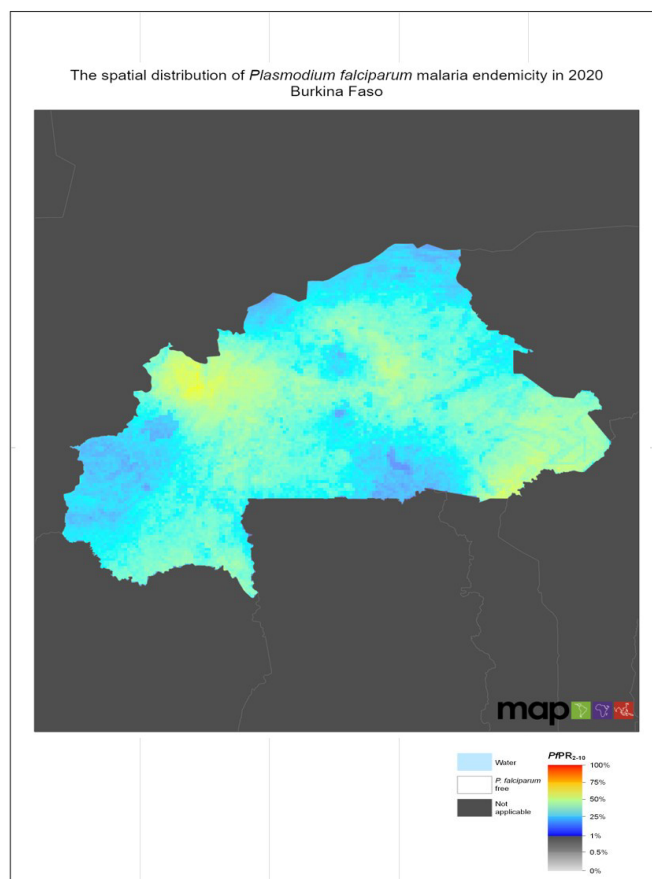 The spatial distribution of Plasmodium falciparum malaria endemicity in 2020
Burkina Faso
map
Water
P. falciparum
free
Not
applicable
PfPR2-10
100%
75%
50%
25%
1%
0.5%
0%